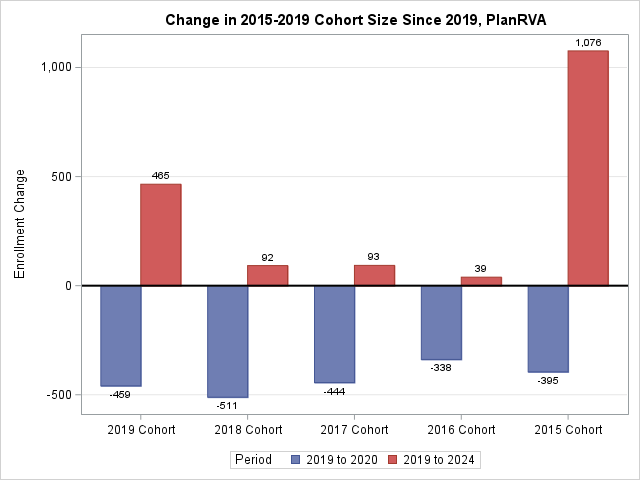 Change in 2015-2019 Cohort Size Since 2019, PlanRVA
Enrollment Change
1,000
500
0
-500
465
92
93
39
1,076
-459
-511
-444
-338
-395
2019 Cohort
2018 Cohort
2017 Cohort
2016 Cohort
2015 Cohort
Period 2019 to 2020 2019 to 2024